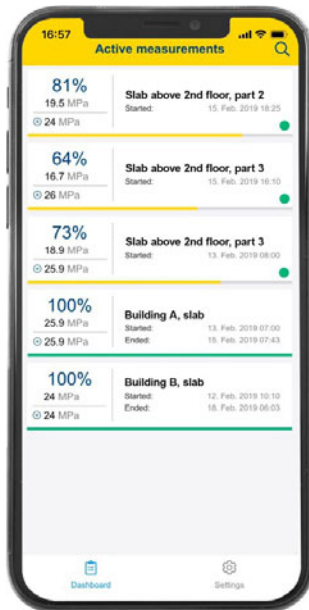 16:57
Active measurements
81%
19.5 MPa
24 MPa
Slab above 2nd floor, part 2
Started: 15. Feb. 2019 18:25
64%
16.7 MPa
26 MPa
Slab above 2nd floor, part 3
Started: 15. Feb. 2019 16:10
73%
18.9 MPa
25.9 MPa
Slab above 2nd floor, part 3
Started: 13. Feb. 2019 08:00
100%
25.9 MPa
25.9 MPa
Building A, slab
Started: 13. Feb. 2019 07:00
Ended: 15. Feb. 2019 07:43
100%
24 MPa
24 MPa
Building B, slab
Started: 12. Feb. 2019 10:10
Ended: 18. Feb. 2019 06:03
Dashboard
Settings